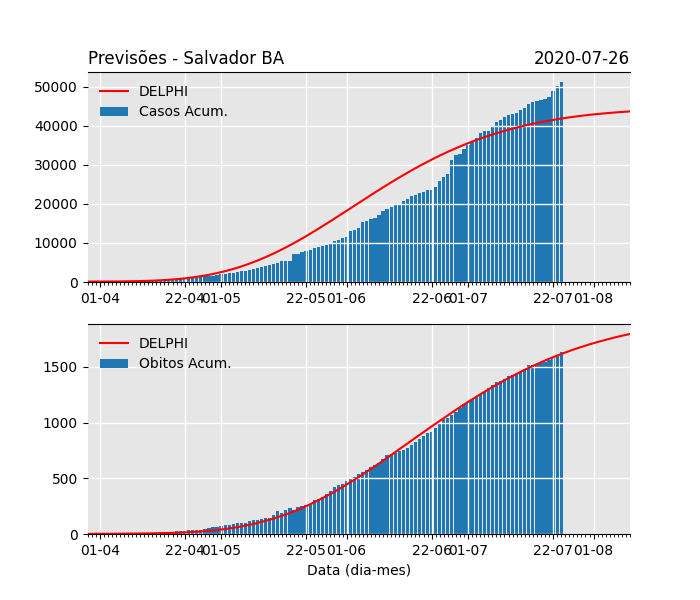 Previsões - Salvador BA 2020-07-26
DELPHI
Casos Acum.
50000
40000
30000
20000
10000
0
01-04 22-04 01-05 22-05 01-06 22-06 01-07 22-07 01-08
DELPHI
Obitos Acum.
1500
1000
500
0
01-04 22-04 01-05 22-05 01-06 22-06 01-07 22-07 01-08
Data (dia-mes)